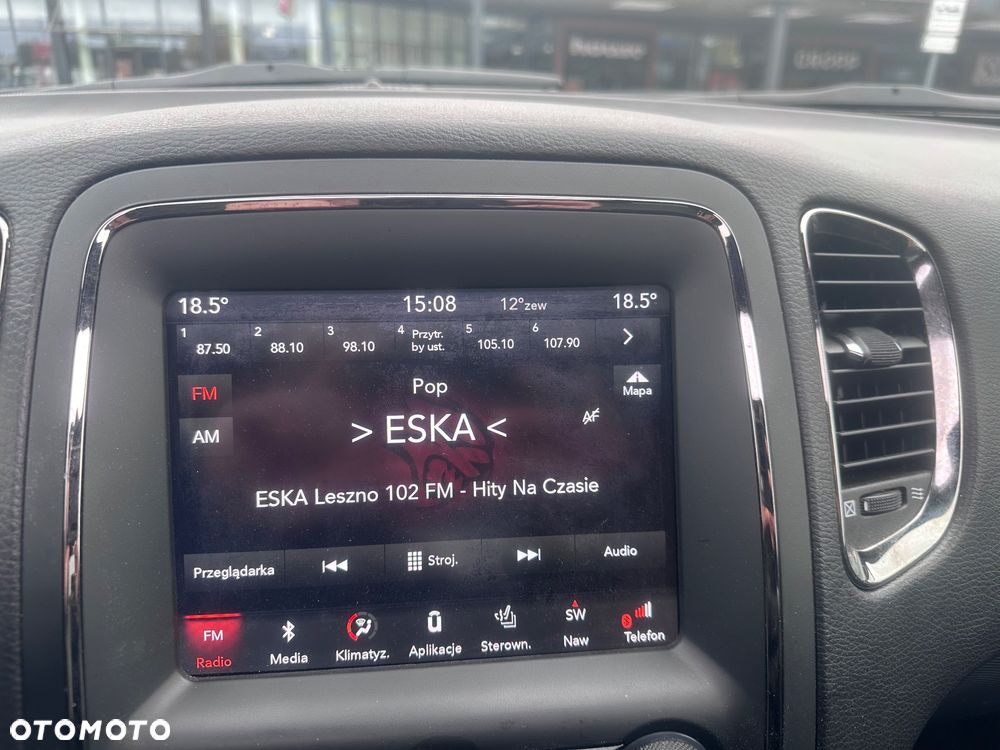 18.5° 15:08 12°zew 18.5°
1 87.50 2 88.10 3 98.10 4 Przytr. by ust. 5 105.10 6 107.90
FM Pop Mapa
AM > ESKA < AF
ESKA Leszno 102 FM - Hity Na Czasie
Przeglądarka Stroj. Audio
FM SW
Radio Media Klimatyz. Aplikacje Sterown. Naw Telefon
OTOMOTO